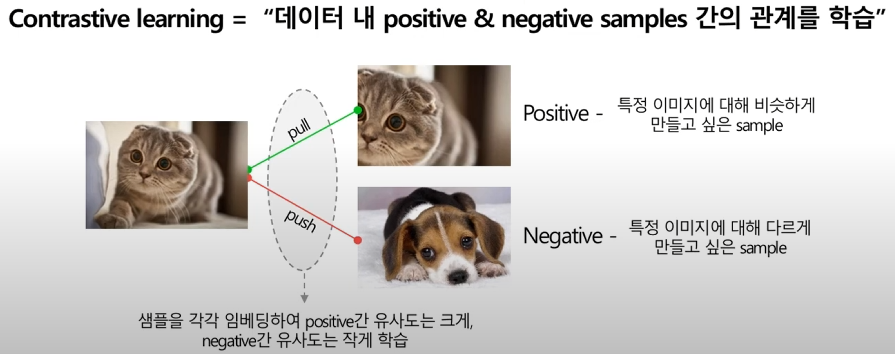 Contrastive learning = “데이터 내 positive & negative samples 간의 관계를 학습”
pull
Positive - 특정 이미지에 대해 비슷하게
만들고 싶은 sample
push
Negative - 특정 이미지에 대해 다르게
만들고 싶은 sample
샘플을 각각 임베딩하여 positive간 유사도는 크게,
negative간 유사도는 작게 학습